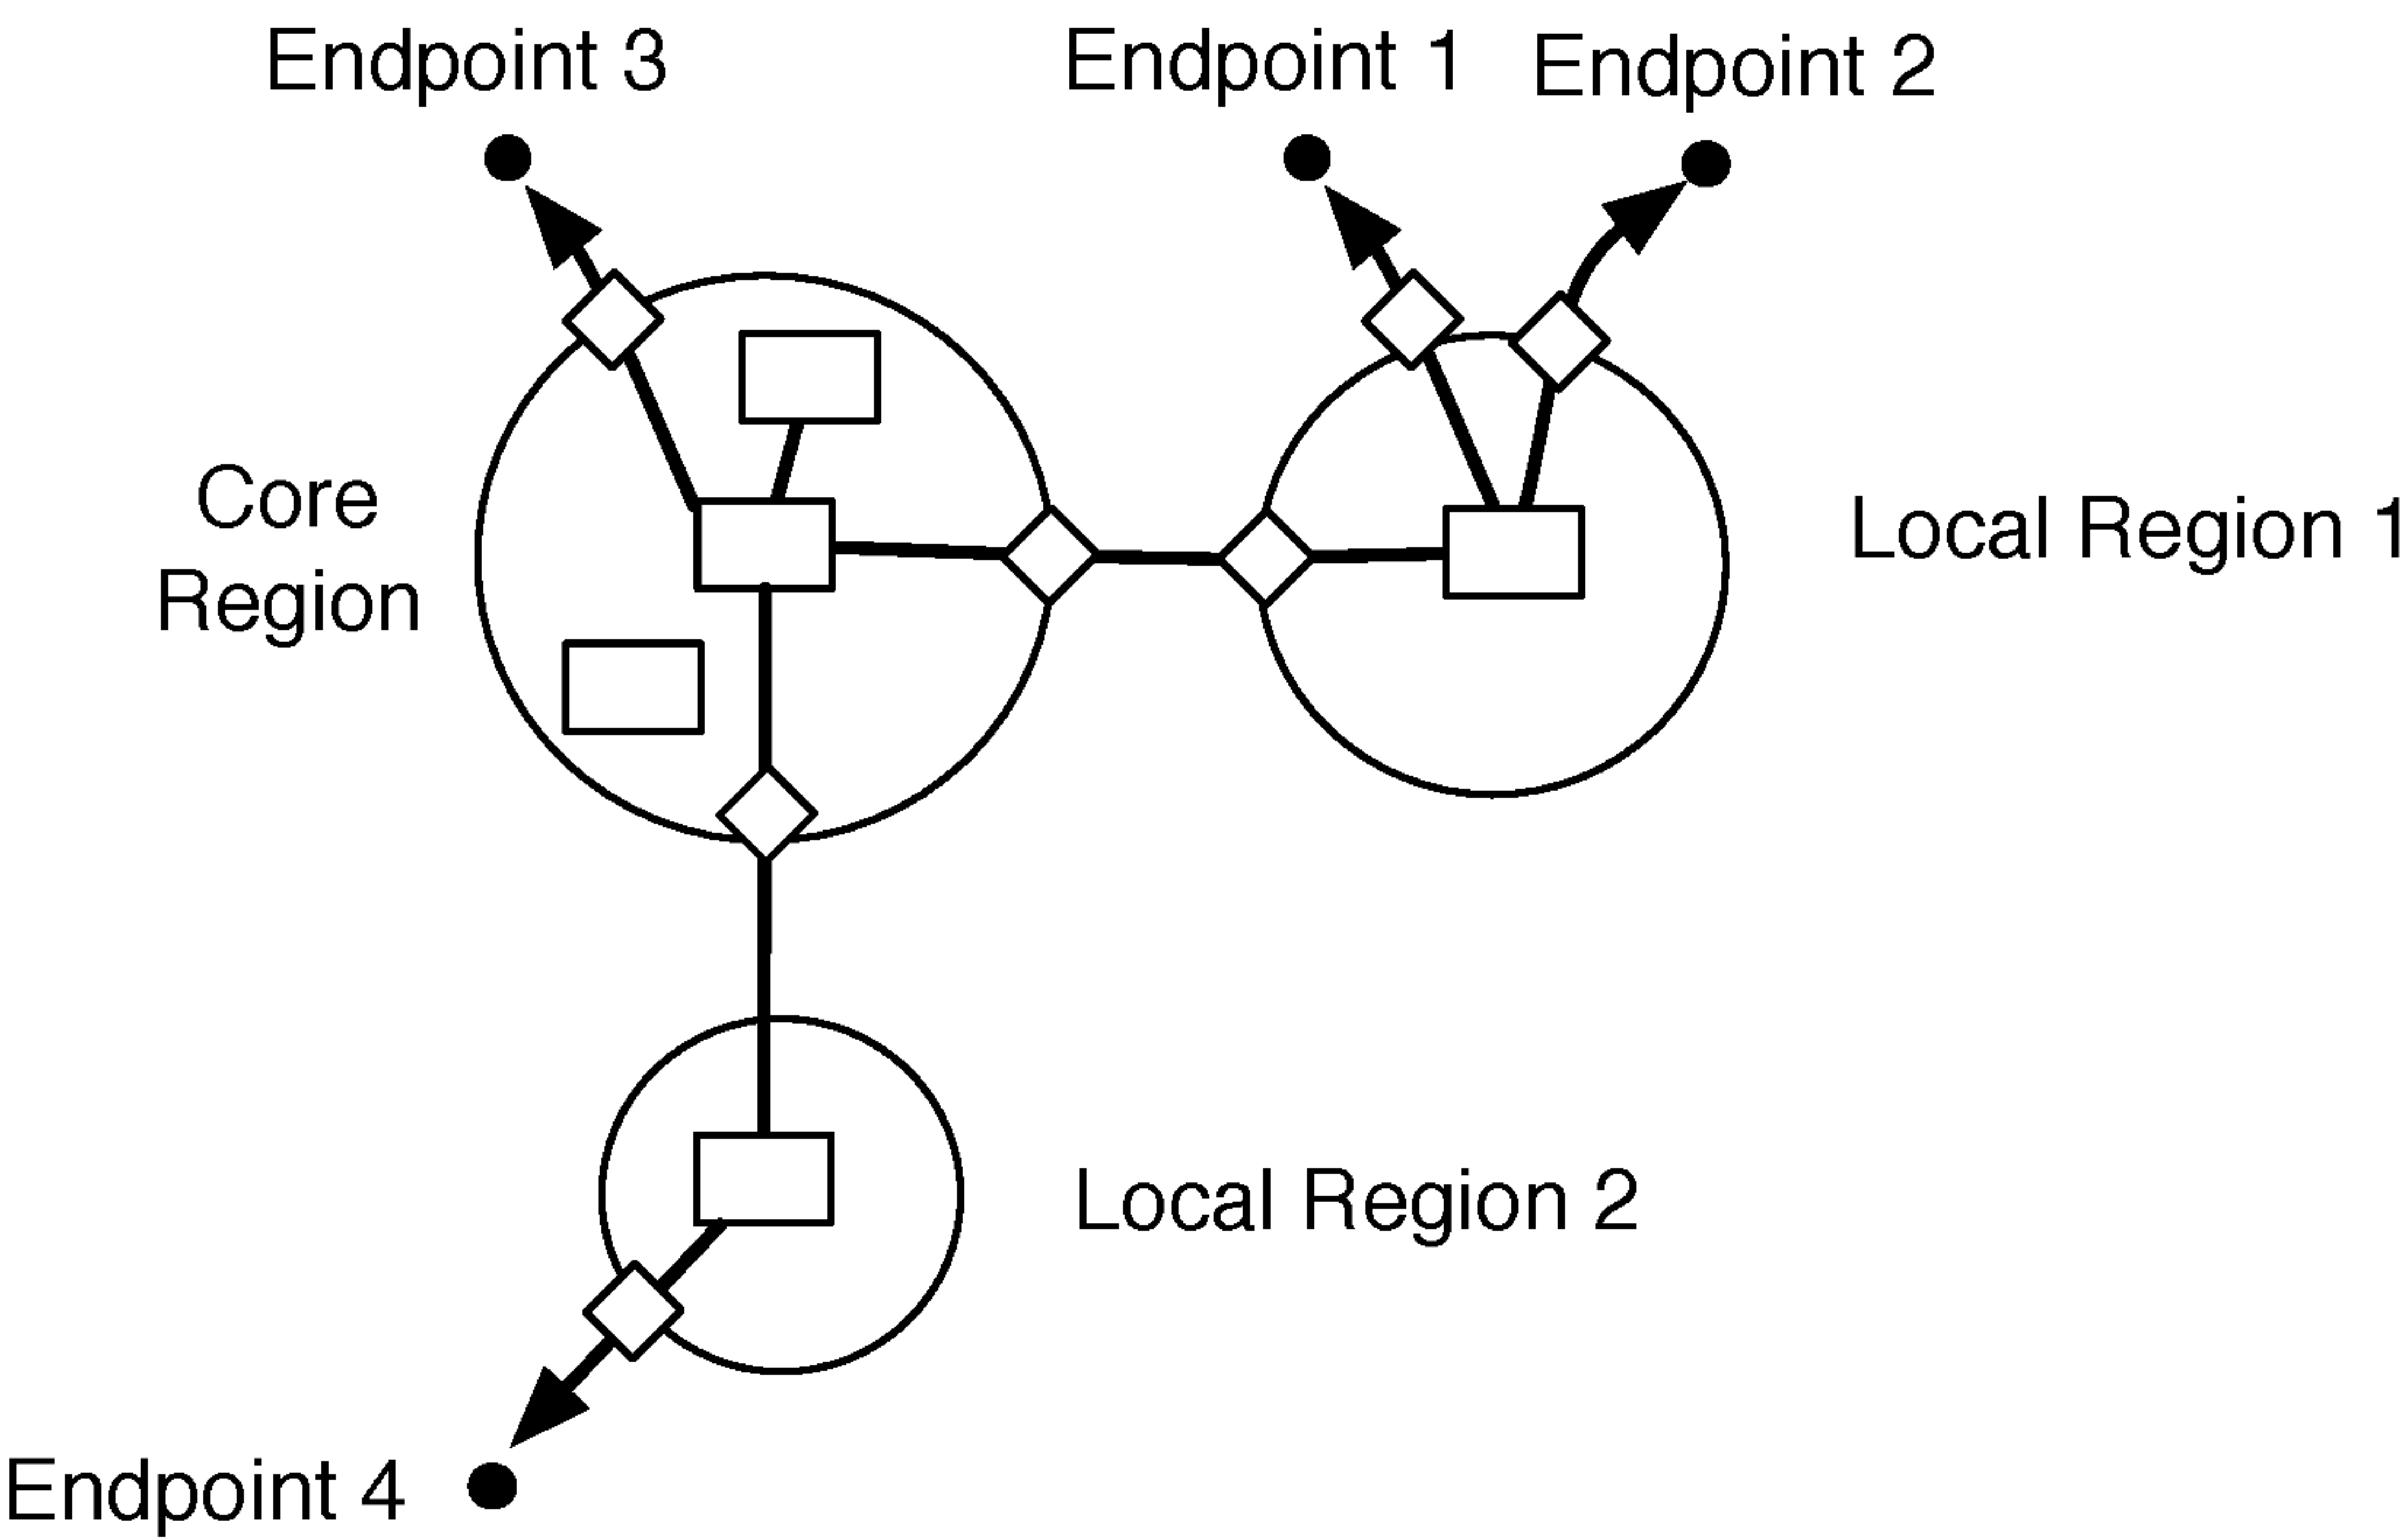 Endpoint 3
Endpoint 1
Endpoint 2
Core
Region
Local Region 1
Local Region 2
Endpoint 4